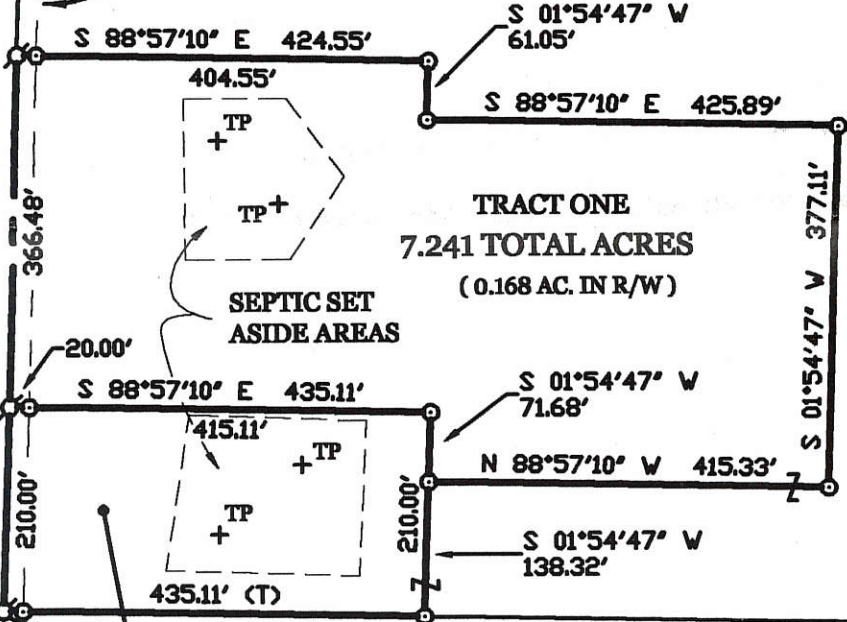 S 01°54'47" W
61.05'
S 88°57'10" E 424.55'
404.55'
S 88°57'10" E 425.89'
TP
TP
366.48'
TRACT ONE
7.241 TOTAL ACRES
( 0.168 AC. IN R/W )
S 01°54'47" W 377.11'
SEPTIC SET
ASIDE AREAS
20.00'
S 88°57'10" E 435.11'
415.11'
S 01°54'47" W
71.68'
TP
N 88°57'10" W 415.33'
TP
210.00'
210.00'
S 01°54'47" W
138.32'
435.11' (T)